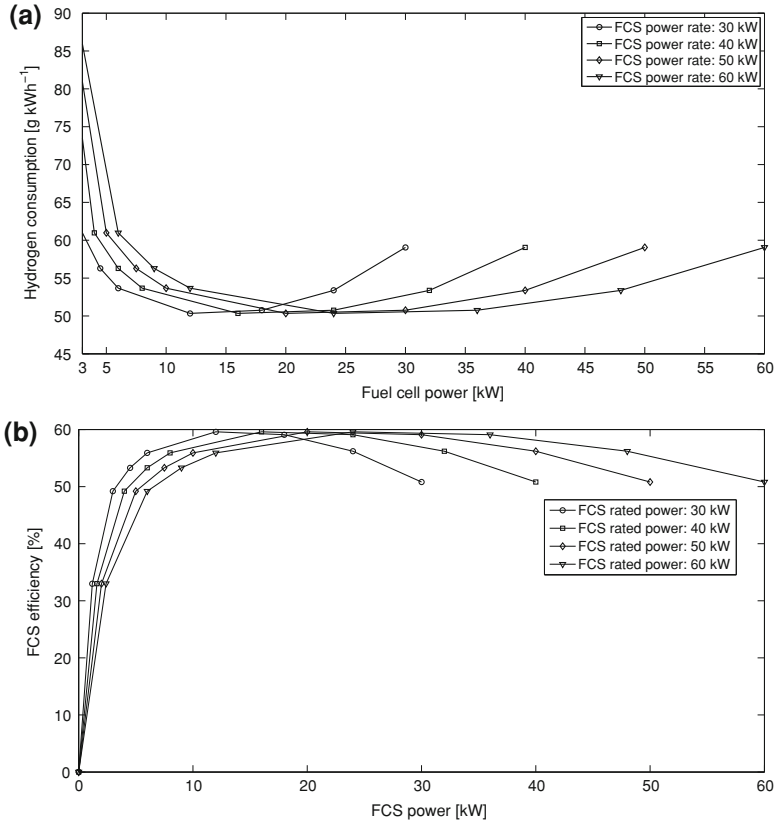 (a)
90
85
80
75
70
65
60
55
50
45
Hydrogen consumption [g kWh⁻¹]
FCS power rate: 30 kW
FCS power rate: 40 kW
FCS power rate: 50 kW
FCS power rate: 60 kW
3 5 10 15 20 25 30 35 40 45 50 55 60
Fuel cell power [kW]
(b)
60
50
40
30
20
10
0
FCS efficiency [%]
FCS rated power: 30 kW
FCS rated power: 40 kW
FCS rated power: 50 kW
FCS rated power: 60 kW
0 10 20 30 40 50 60
FCS power [kW]